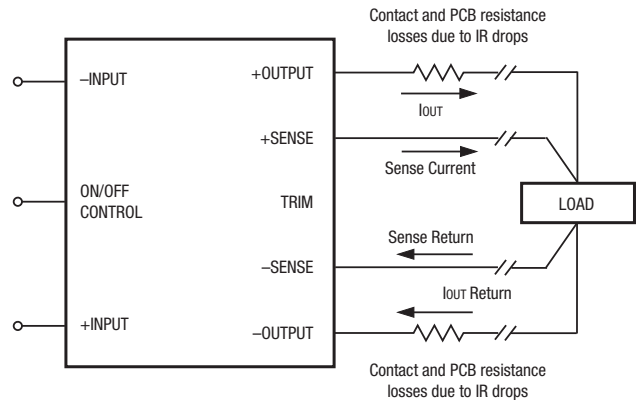 Contact and PCB resistance
losses due to IR drops
–INPUT
+OUTPUT
IOUT
+SENSE
Sense Current
ON/OFF
CONTROL
TRIM
LOAD
Sense Return
–SENSE
IOUT Return
+INPUT
–OUTPUT
Contact and PCB resistance
losses due to IR drops